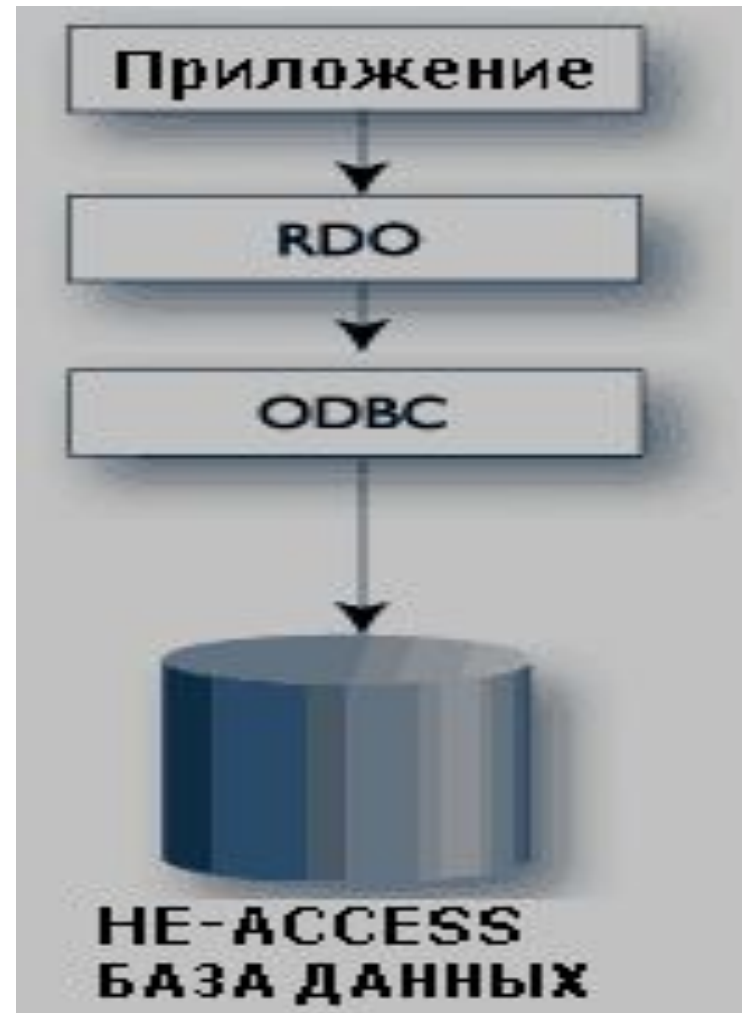 Приложение
RDO
ODBC
НЕ-ACCESS
БАЗА ДАННЫХ